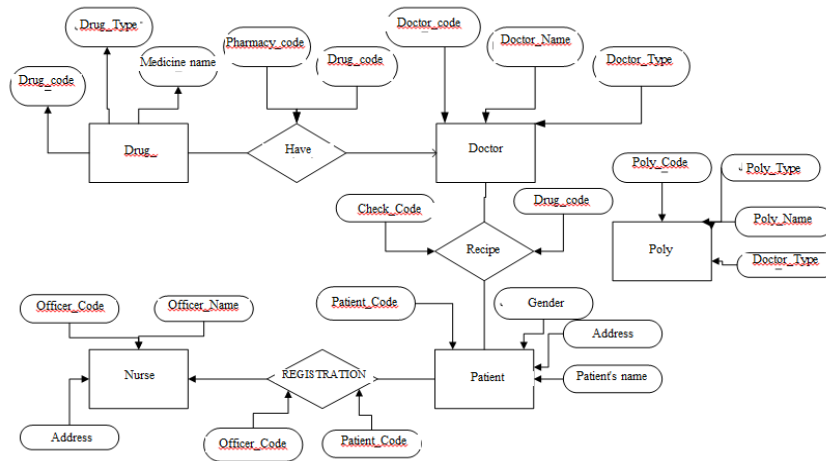 Drug_Type
Pharmacy_code
Doctor_code
Doctor_Name
Medicine name
Drug_code
Doctor_Type
Drug_code
Drug_
Have
Doctor
Poly_Code
Poly_Type
Check_Code
Drug_code
Poly_Name
Recipe
Poly
Doctor_Type
Officer_Code
Officer_Name
Patient_Code
Gender
Address
Nurse
REGISTRATION
Patient
Patient's name
Address
Officer_Code
Patient_Code